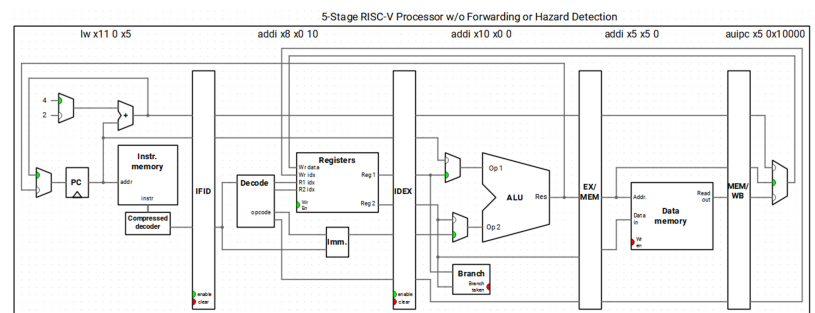 5-Stage RISC-V Processor w/o Forwarding or Hazard Detection
lw x11 0 x5
addi x8 x0 10
addi x10 x0 0
addi x5 x5 0
auipc x5 0x10000
4
2
+
PC
Instr.
memory
addr
instr
Compressed
decoder
IFID
enable
clear
Decode
opcode
Registers
Wr data
Wr idx
R1 idx
R2 idx
Wr
En
Reg 1
Reg 2
Imm.
IDEX
enable
clear
Op 1
Op 2
ALU
Res
Branch
Branch
taken
EX/
MEM
Addr.
Data
in
Wr
en
Read
out
Data
memory
MEM/
WB